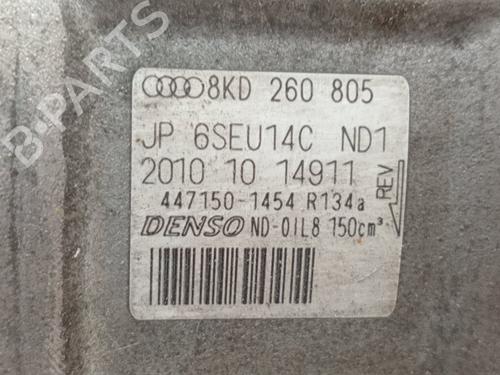 B-PARTS
8KD 260 805
JP 6SEU14C ND1
2010 10 14911
REV
447150-1454 R134a
DENSO ND-OIL8 150cm³